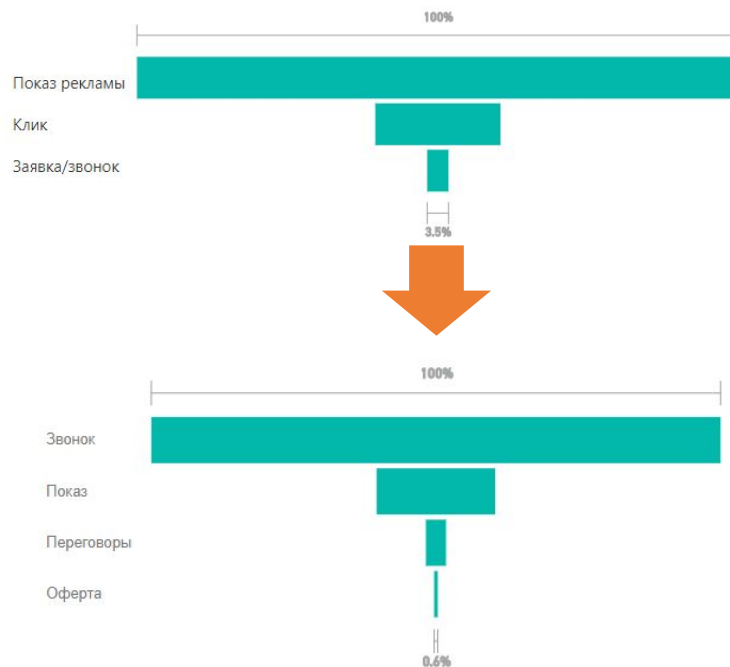 100%
Показ рекламы
Клик
Заявка/звонок
3.5%
100%
Звонок
Показ
Переговоры
Оферта
0.6%